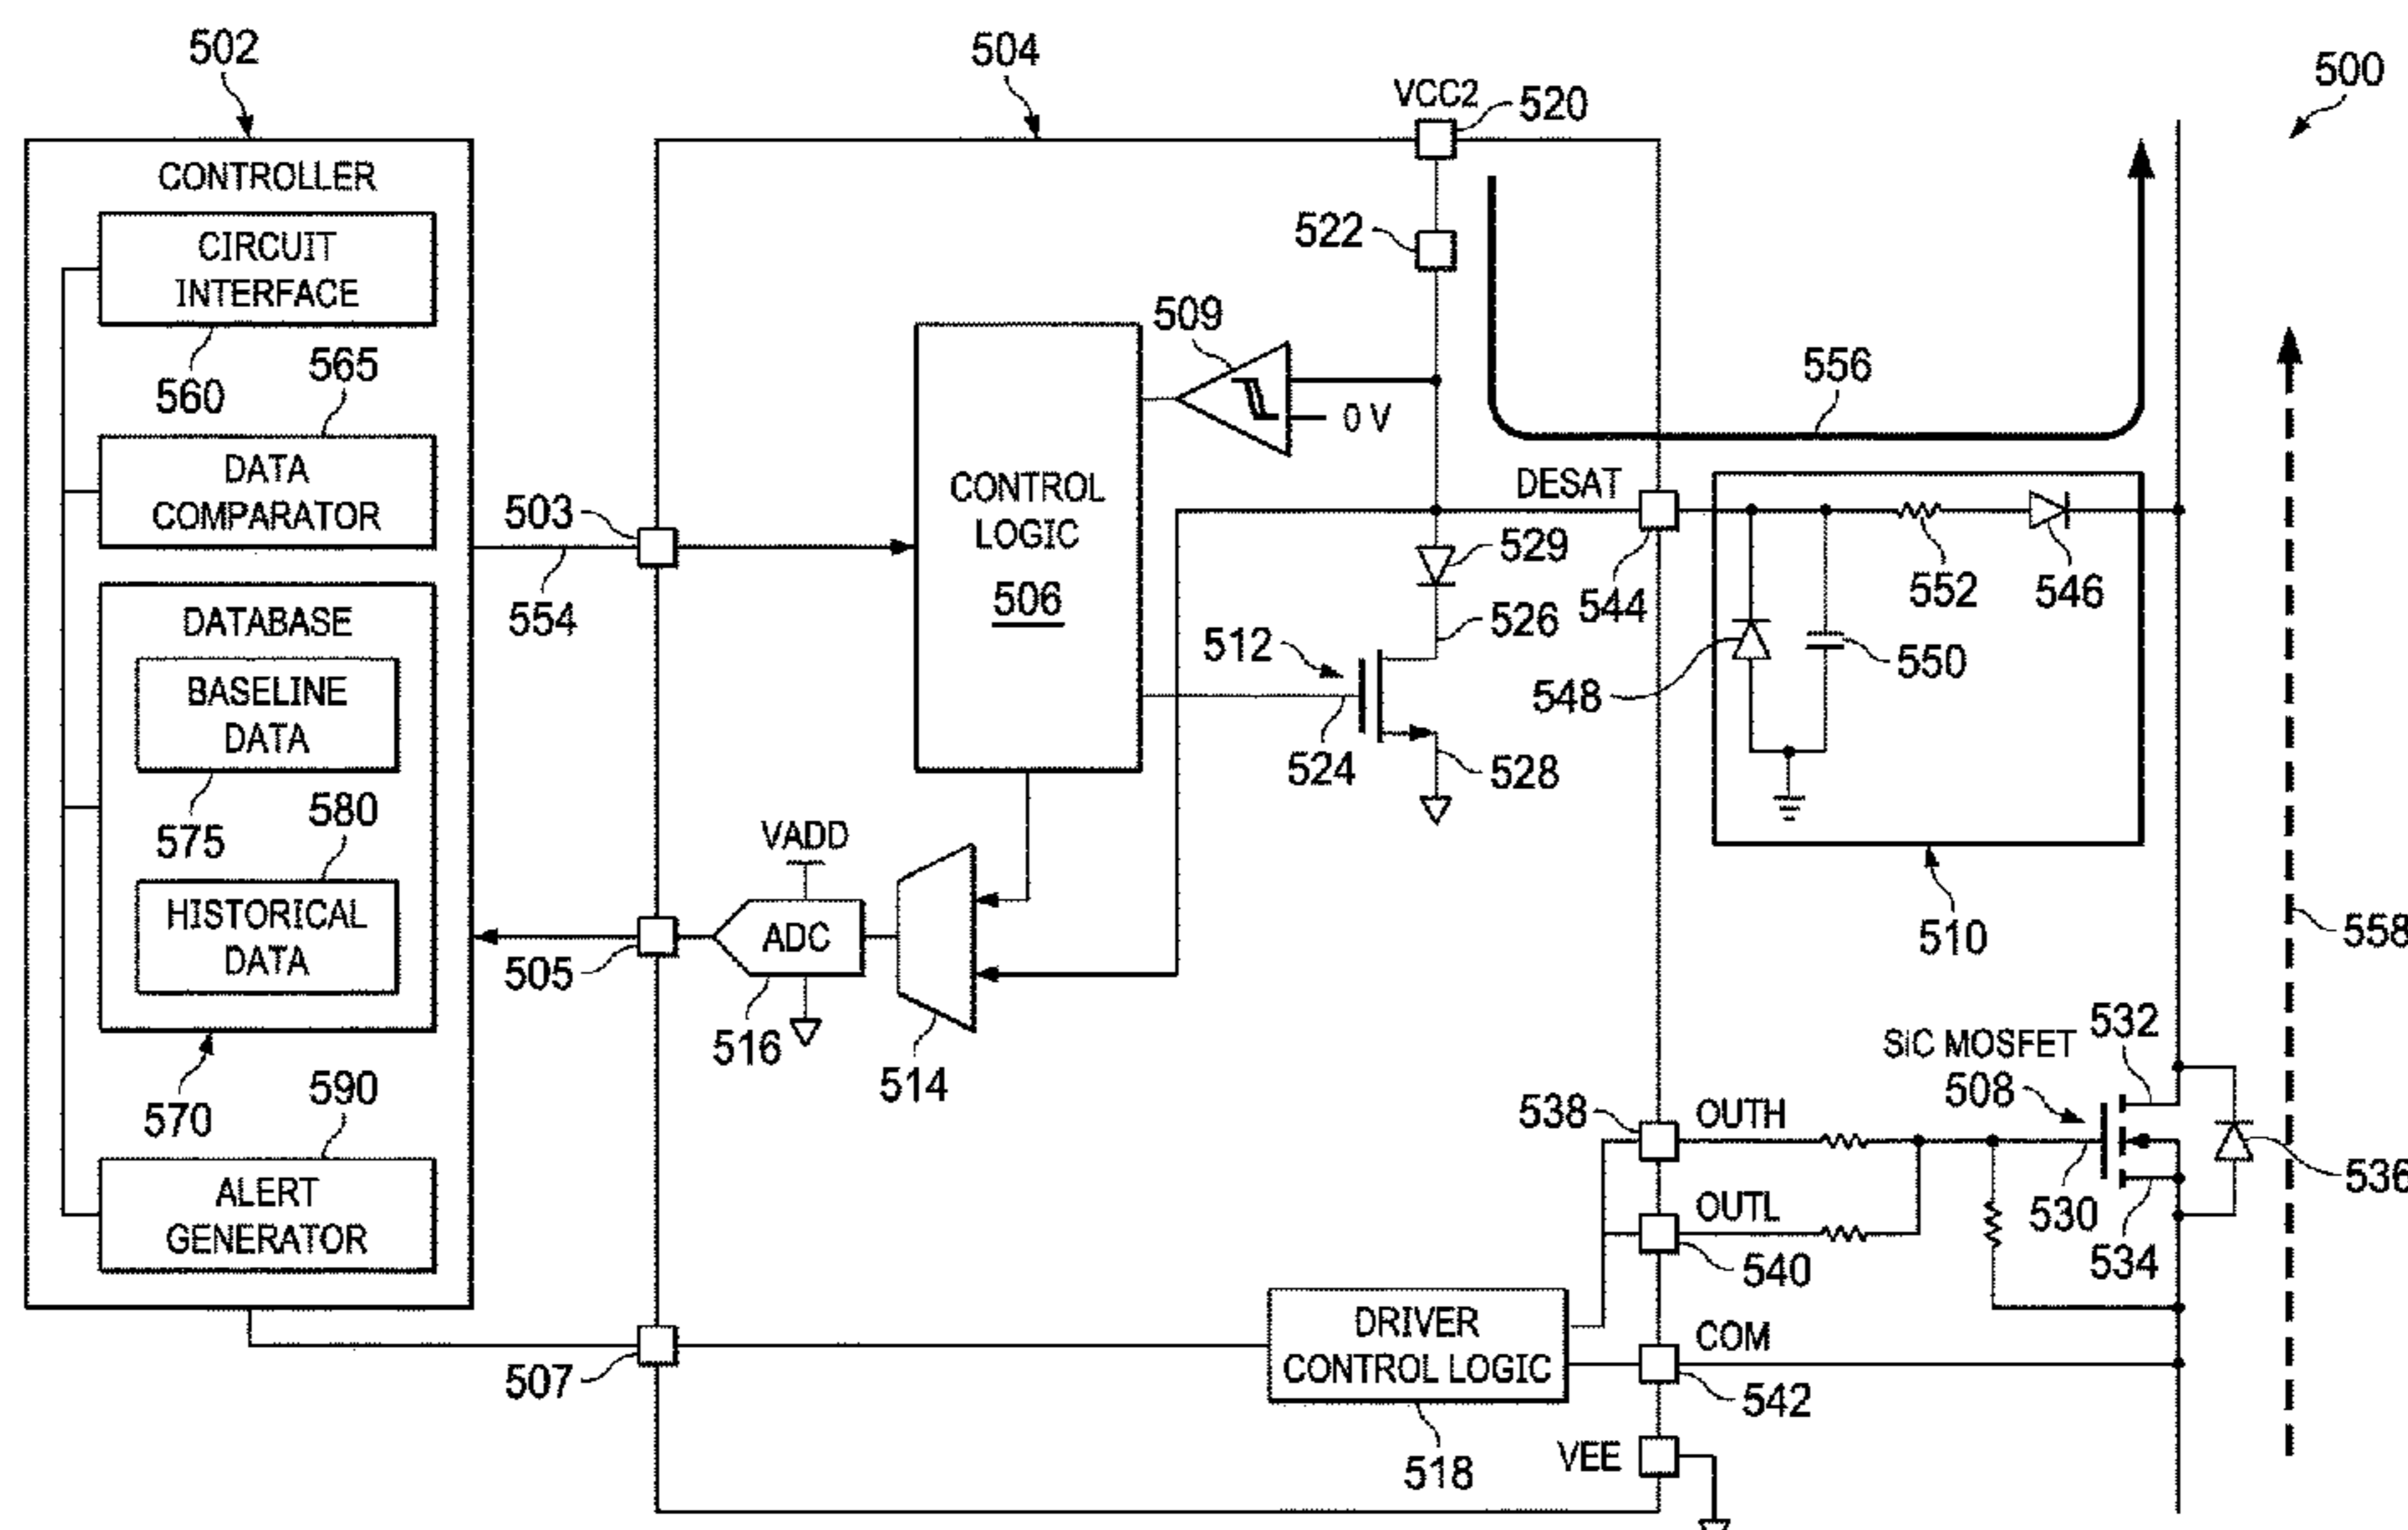 502
504
VCC2
520
500
CONTROLLER
CIRCUIT
INTERFACE
522
509
560
565
556
0 V
DATA
COMPARATOR
503
CONTROL
LOGIC
506
DESAT
529
544
552
546
554
DATABASE
526
512
550
548
BASELINE
DATA
524
528
575
580
VADD
HISTORICAL
DATA
ADC
505
510
558
516
514
SiC MOSFET
532
570
590
538
OUTH
508
ALERT
GENERATOR
OUTL
530
536
540
534
DRIVER
CONTROL LOGIC
COM
507
542
VEE
518